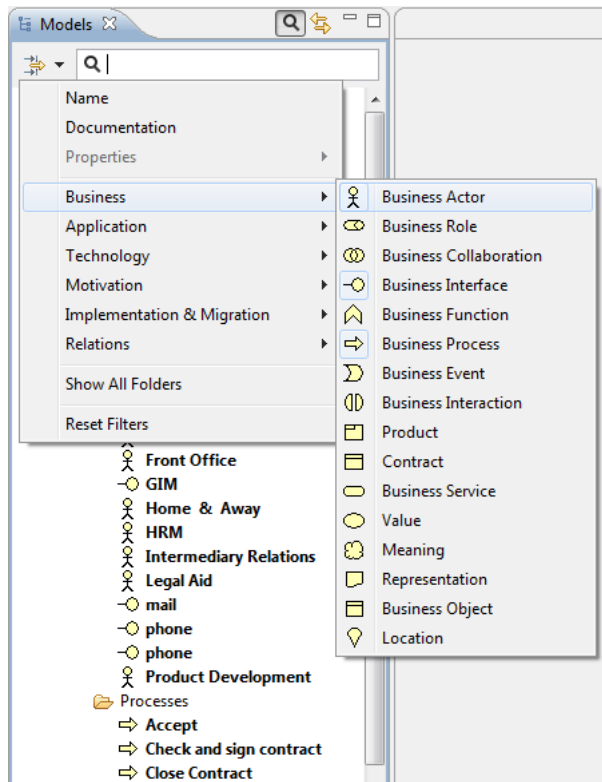 Models
Name
Documentation
Properties
Business
Application
Technology
Motivation
Implementation & Migration
Relations
Show All Folders
Reset Filters
Business Actor
Business Role
Business Collaboration
Business Interface
Business Function
Business Process
Business Event
Business Interaction
Product
Contract
Business Service
Value
Meaning
Representation
Business Object
Location
Front Office
GIM
Home & Away
HRM
Intermediary Relations
Legal Aid
mail
phone
phone
Product Development
Processes
Accept
Check and sign contract
Close Contract